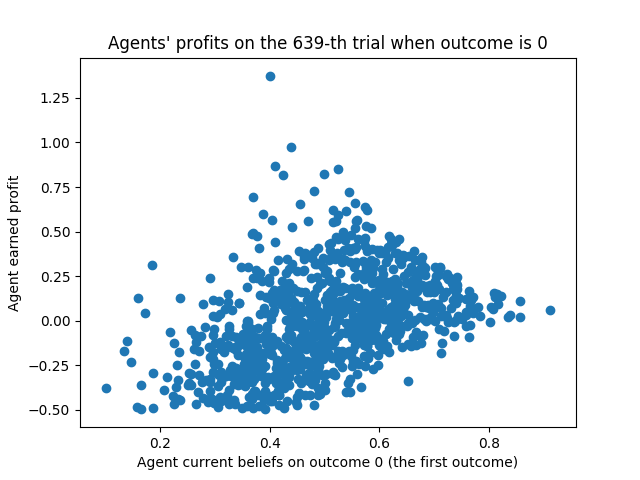 Agents' profits on the 639-th trial when outcome is 0
1.25
1.00
0.75
0.50
0.25
0.00
−0.25
−0.50
Agent earned profit
0.2 0.4 0.6 0.8
Agent current beliefs on outcome 0 (the first outcome)